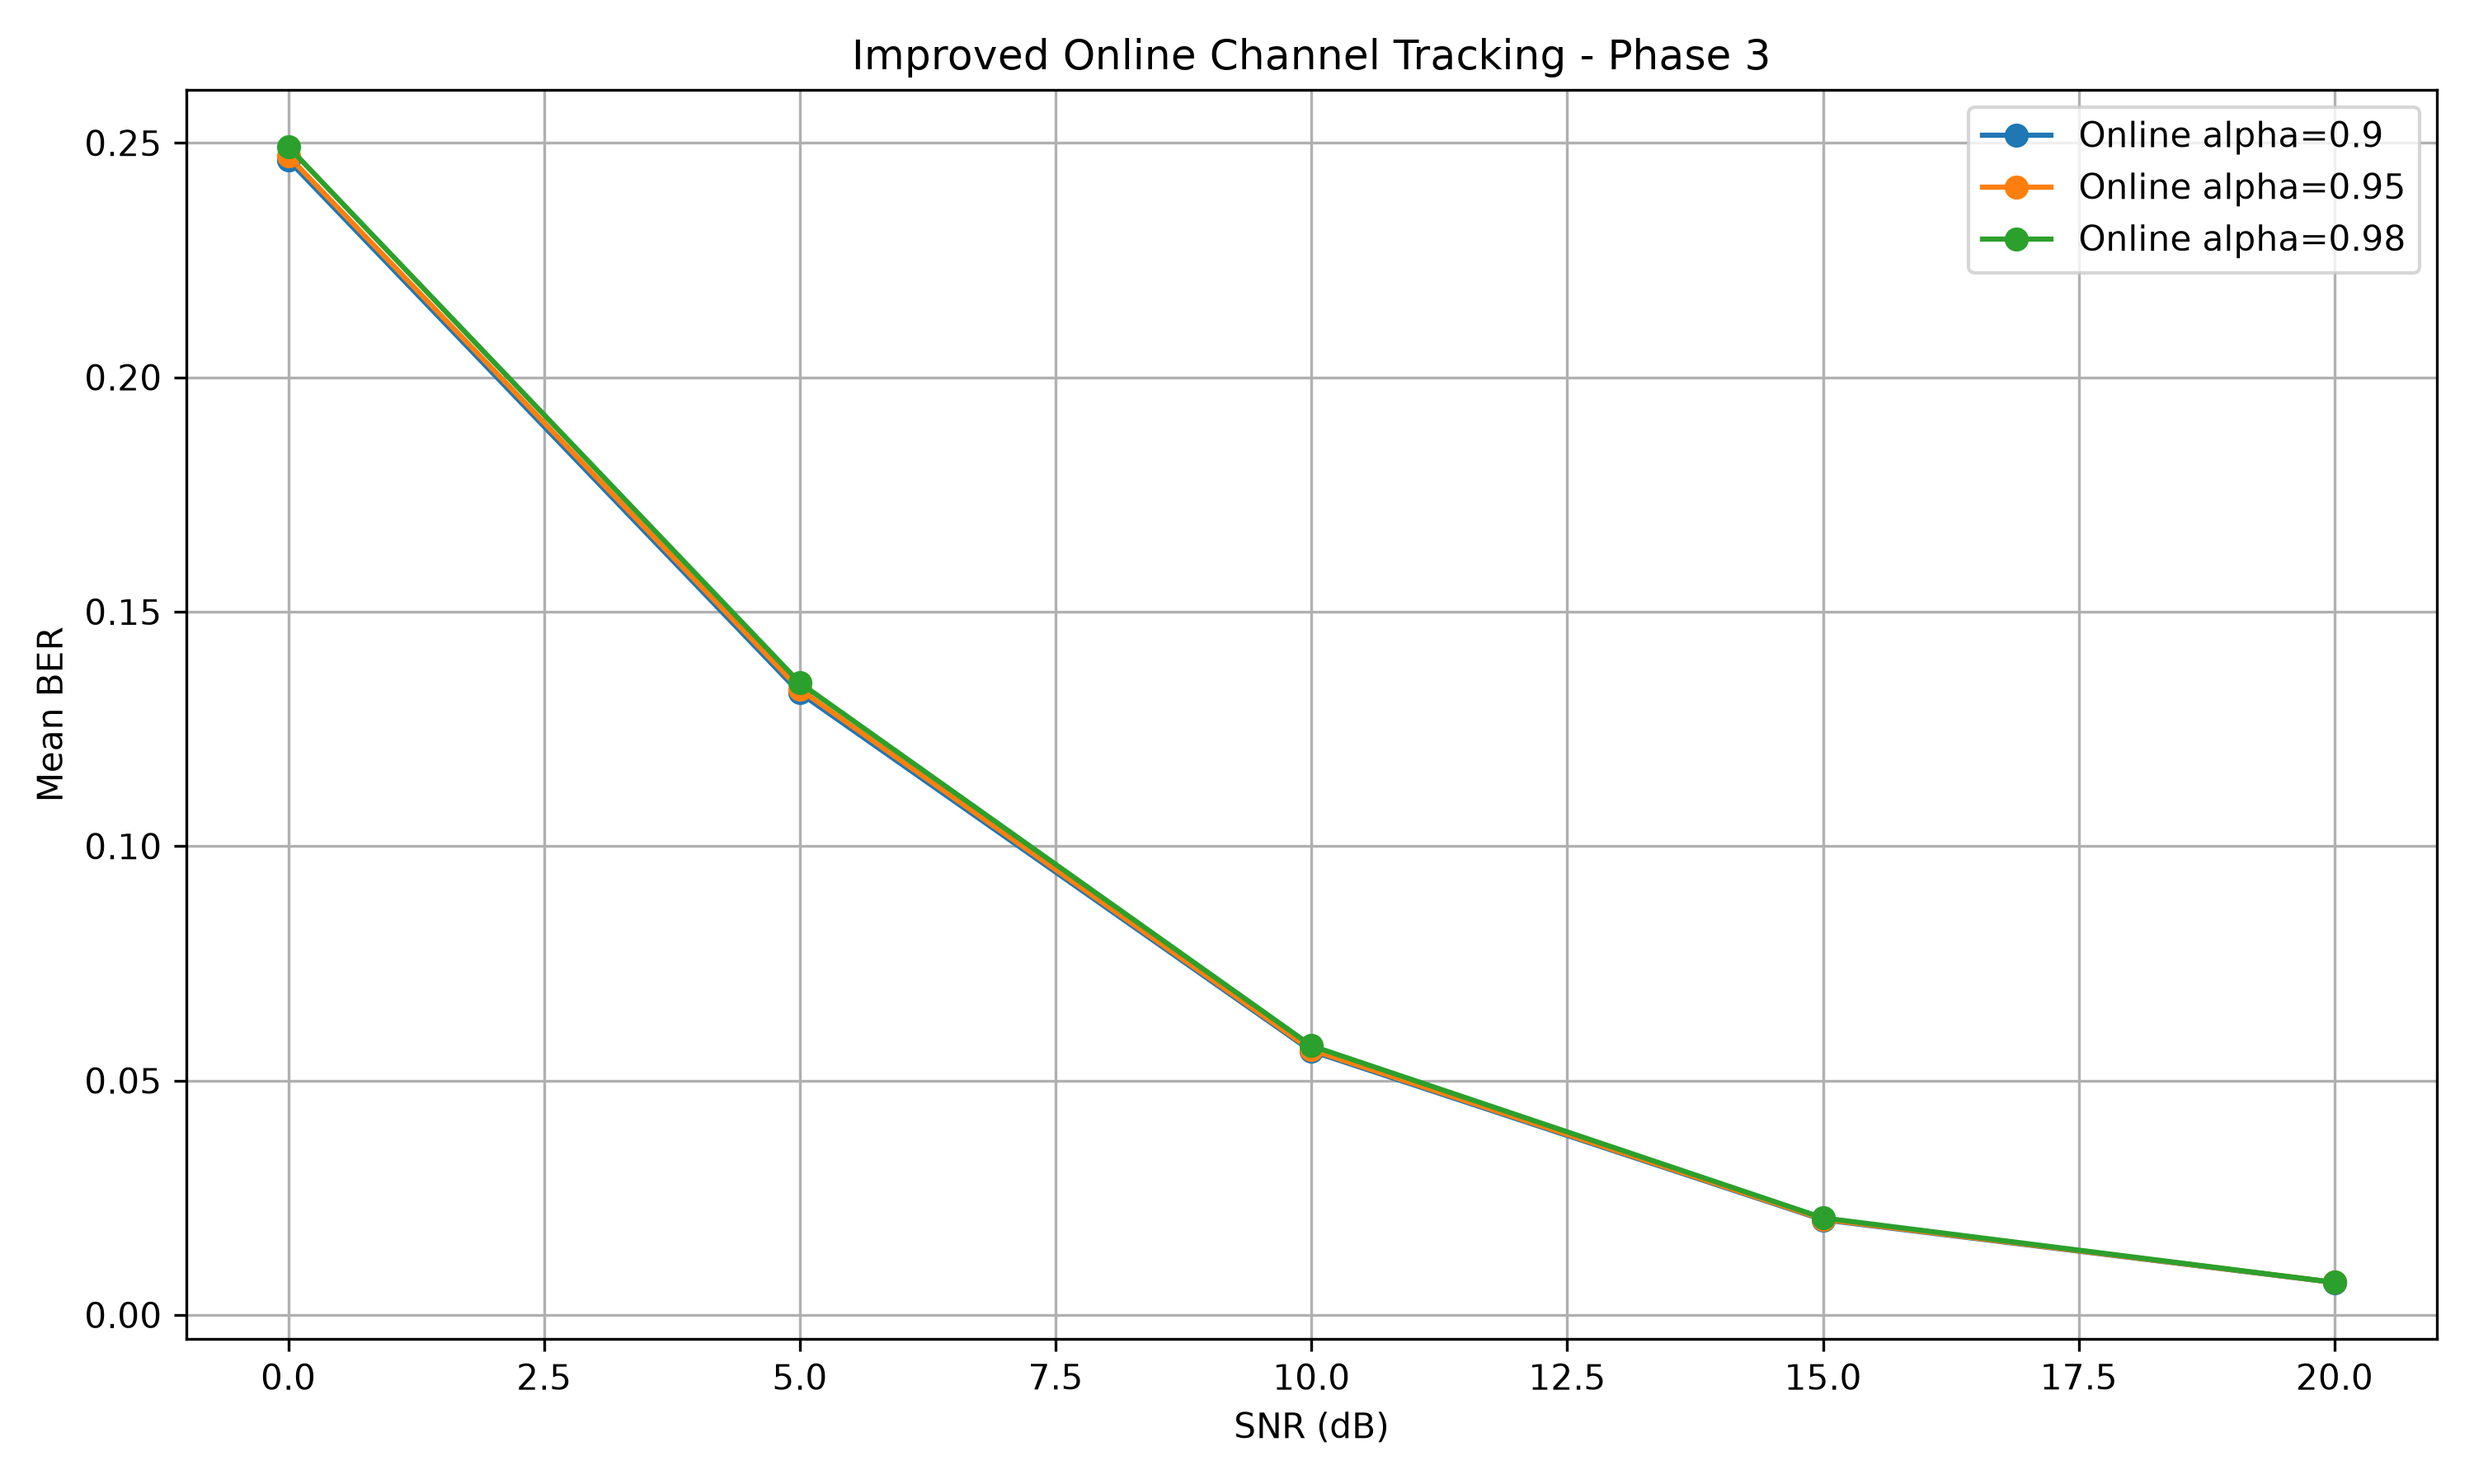 Improved Online Channel Tracking - Phase 3
Online alpha=0.9
Online alpha=0.95
Online alpha=0.98
Mean BER
0.25
0.20
0.15
0.10
0.05
0.00
0.0 2.5 5.0 7.5 10.0 12.5 15.0 17.5 20.0
SNR (dB)